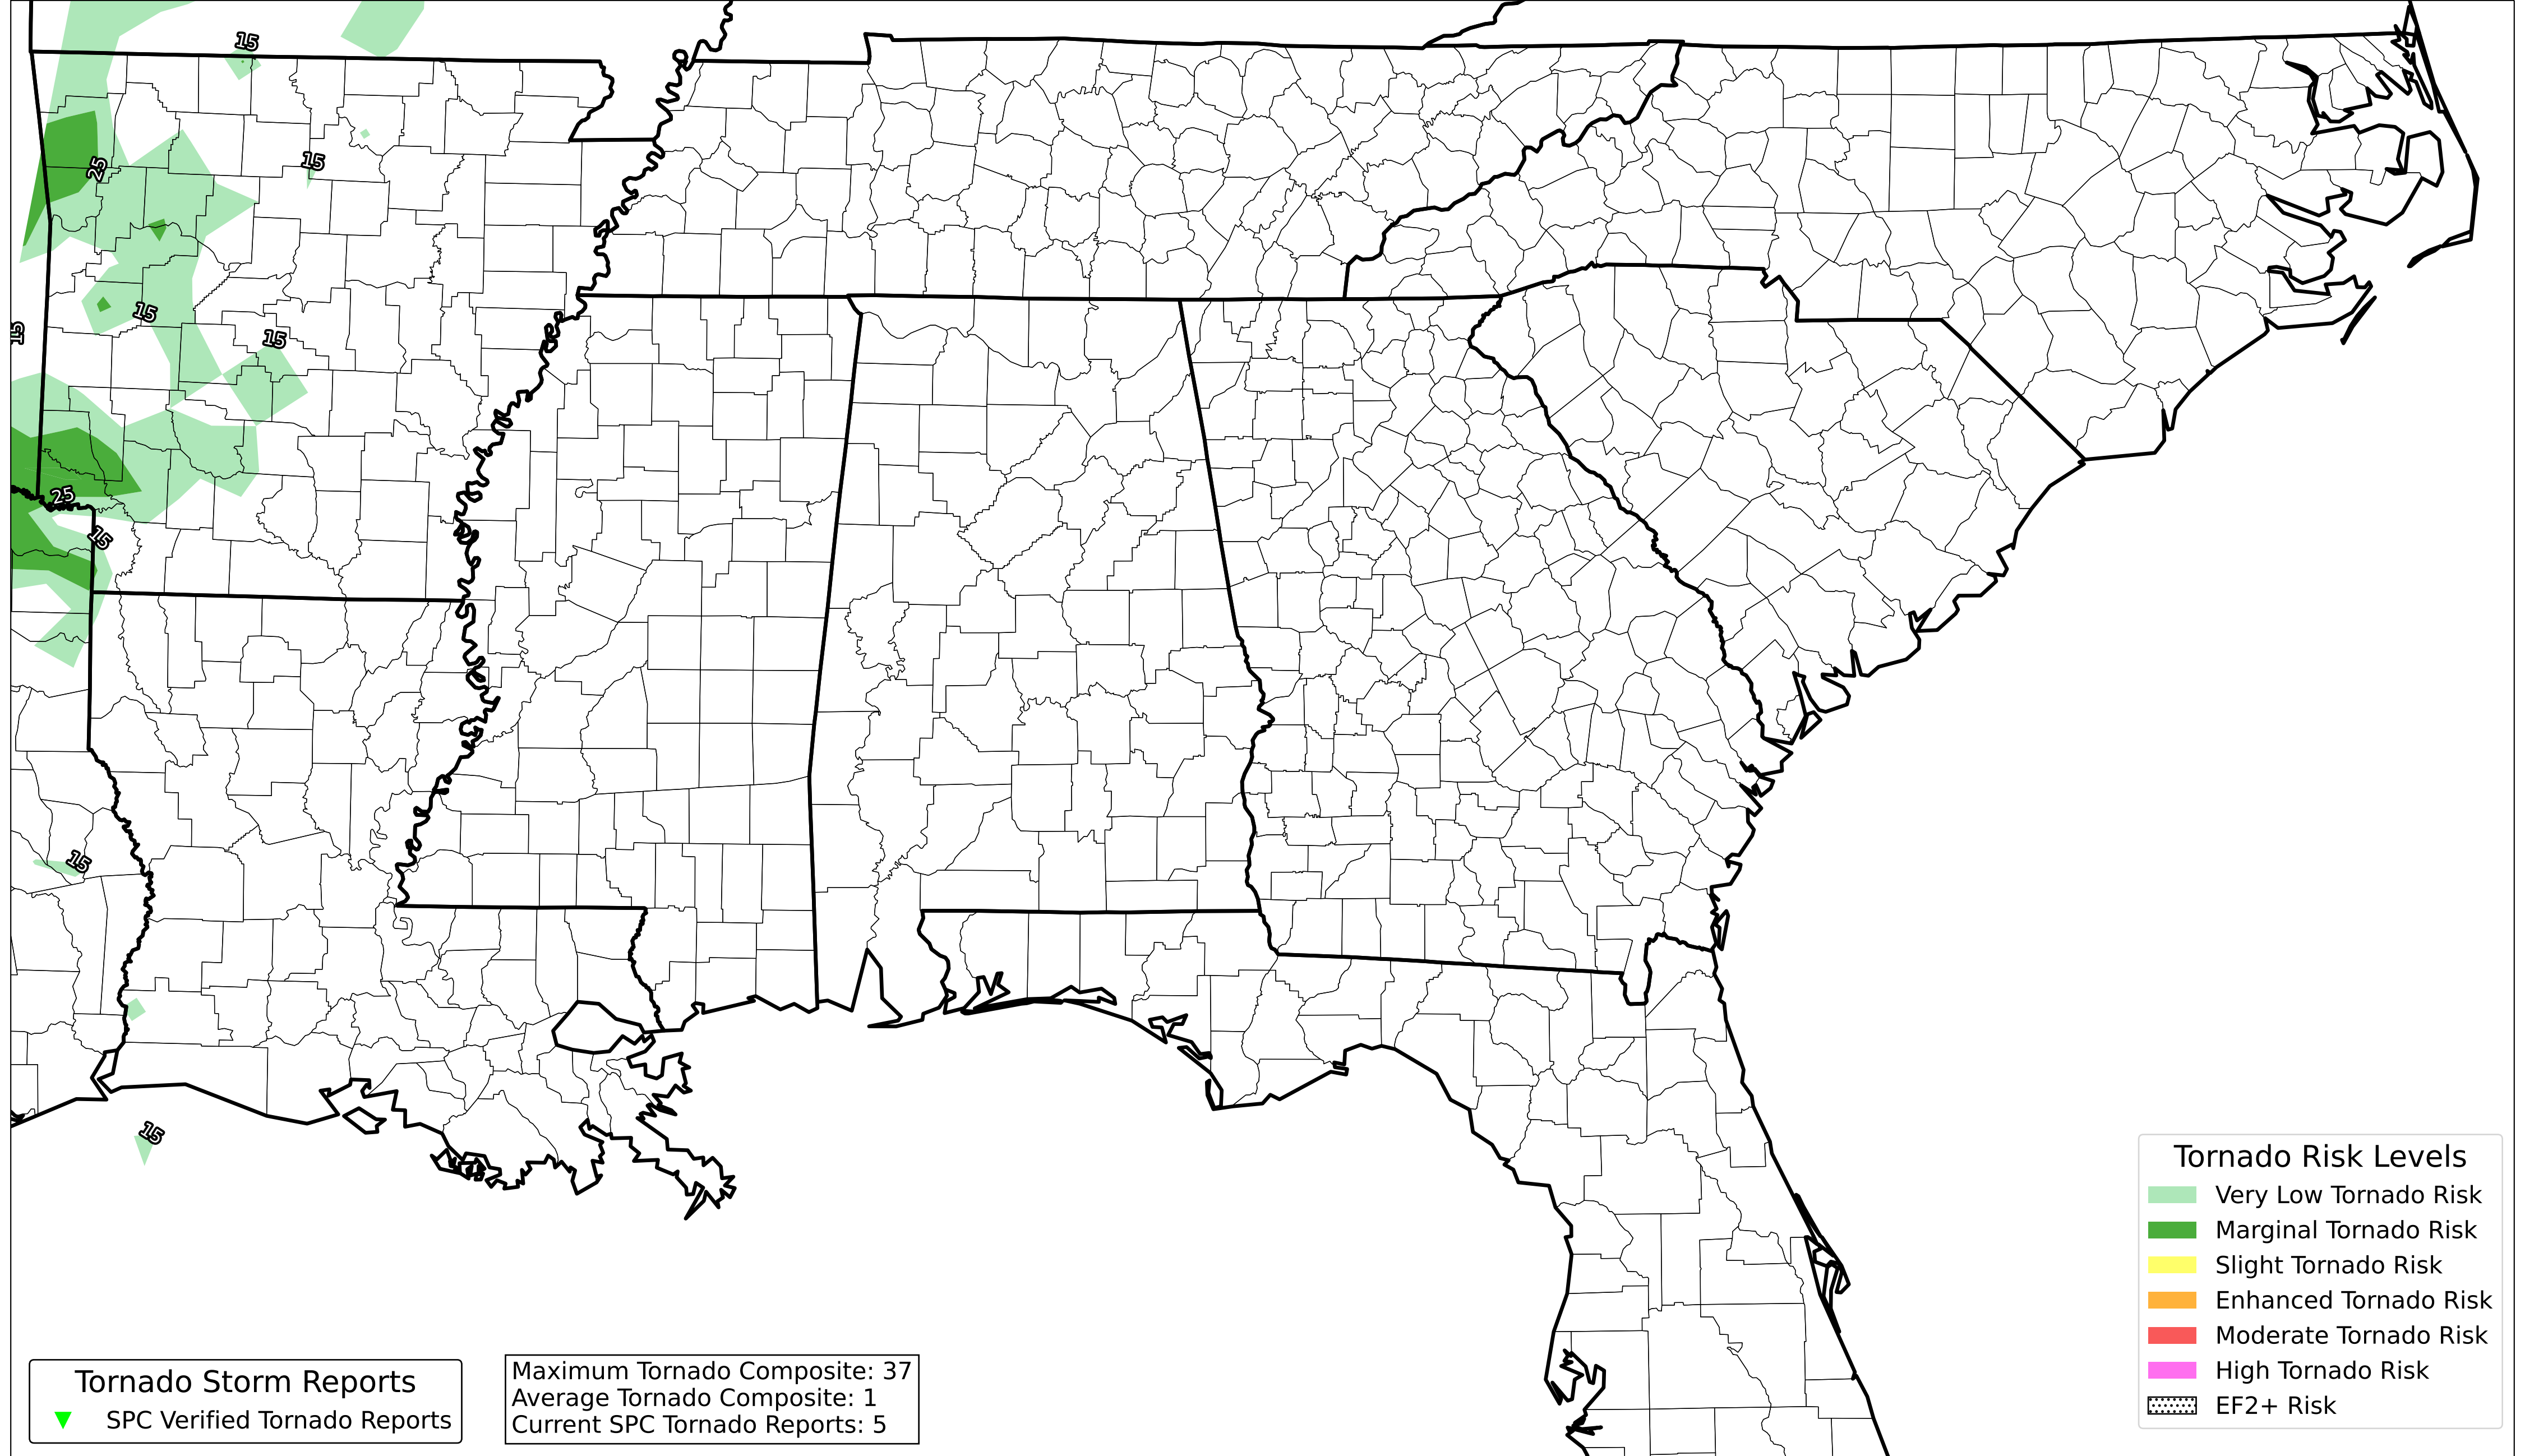 15
25
15
15
15
15
25
15
15
15
Tornado Risk Levels
Very Low Tornado Risk
Marginal Tornado Risk
Slight Tornado Risk
Enhanced Tornado Risk
Moderate Tornado Risk
High Tornado Risk
EF2+ Risk
Tornado Storm Reports
SPC Verified Tornado Reports
Maximum Tornado Composite: 37
Average Tornado Composite: 1
Current SPC Tornado Reports: 5